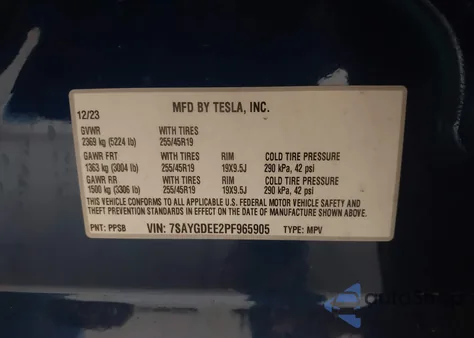 12/23 MFD BY TESLA, INC.
GVWR WITH TIRES
2369 kg (5224 lb) 255/45R19
GAWR FRT WITH TIRES RIM COLD TIRE PRESSURE
1363 kg (3004 lb) 255/45R19 19X9.5J 290 kPa, 42 psi
GAWR RR WITH TIRES RIM COLD TIRE PRESSURE
1500 kg (3306 lb) 255/45R19 19X9.5J 290 kPa, 42 psi
THIS VEHICLE CONFORMS TO ALL APPLICABLE U.S. FEDERAL MOTOR VEHICLE SAFETY AND
THEFT PREVENTION STANDARDS IN EFFECT ON THE DATE OF MANUFACTURE SHOWN ABOVE.
PNT: PPSB VIN: 7SAYGDEE2PF965905 TYPE: MPV